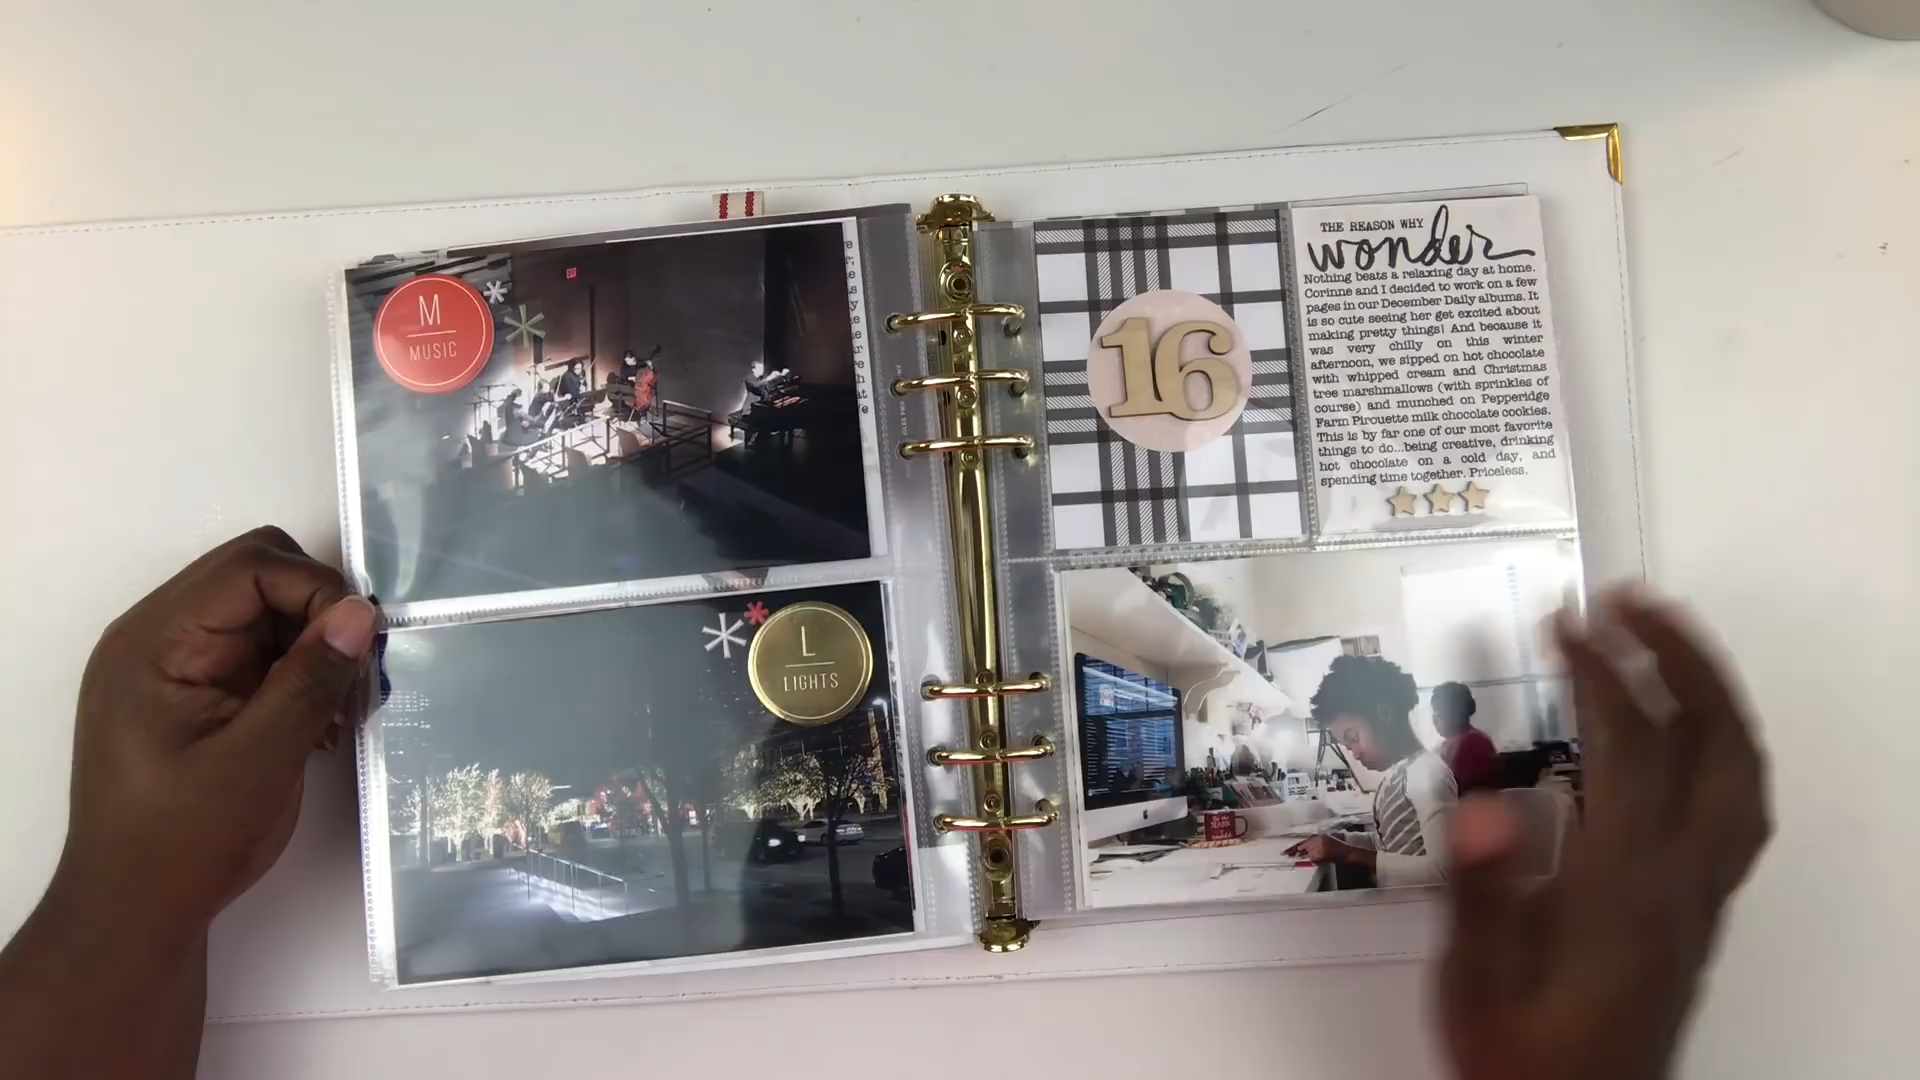 M
MUSIC
L
LIGHTS
16
THE REASON WHY
wonder
Nothing beats a relaxing day at home.
Corinne and I decided to work on a few
pages in our December Daily albums. It
is so cute seeing her get excited about
making pretty things! And because it
was very chilly on this winter
afternoon, we sipped on hot chocolate
with whipped cream and Christmas
tree marshmallows (with sprinkles of
course) and munched on Pepperidge
Farm Pirouette milk chocolate cookies.
This is by far one of our most favorite
things to do...being creative, drinking
hot chocolate on a cold day, and
spending time together. Priceless.